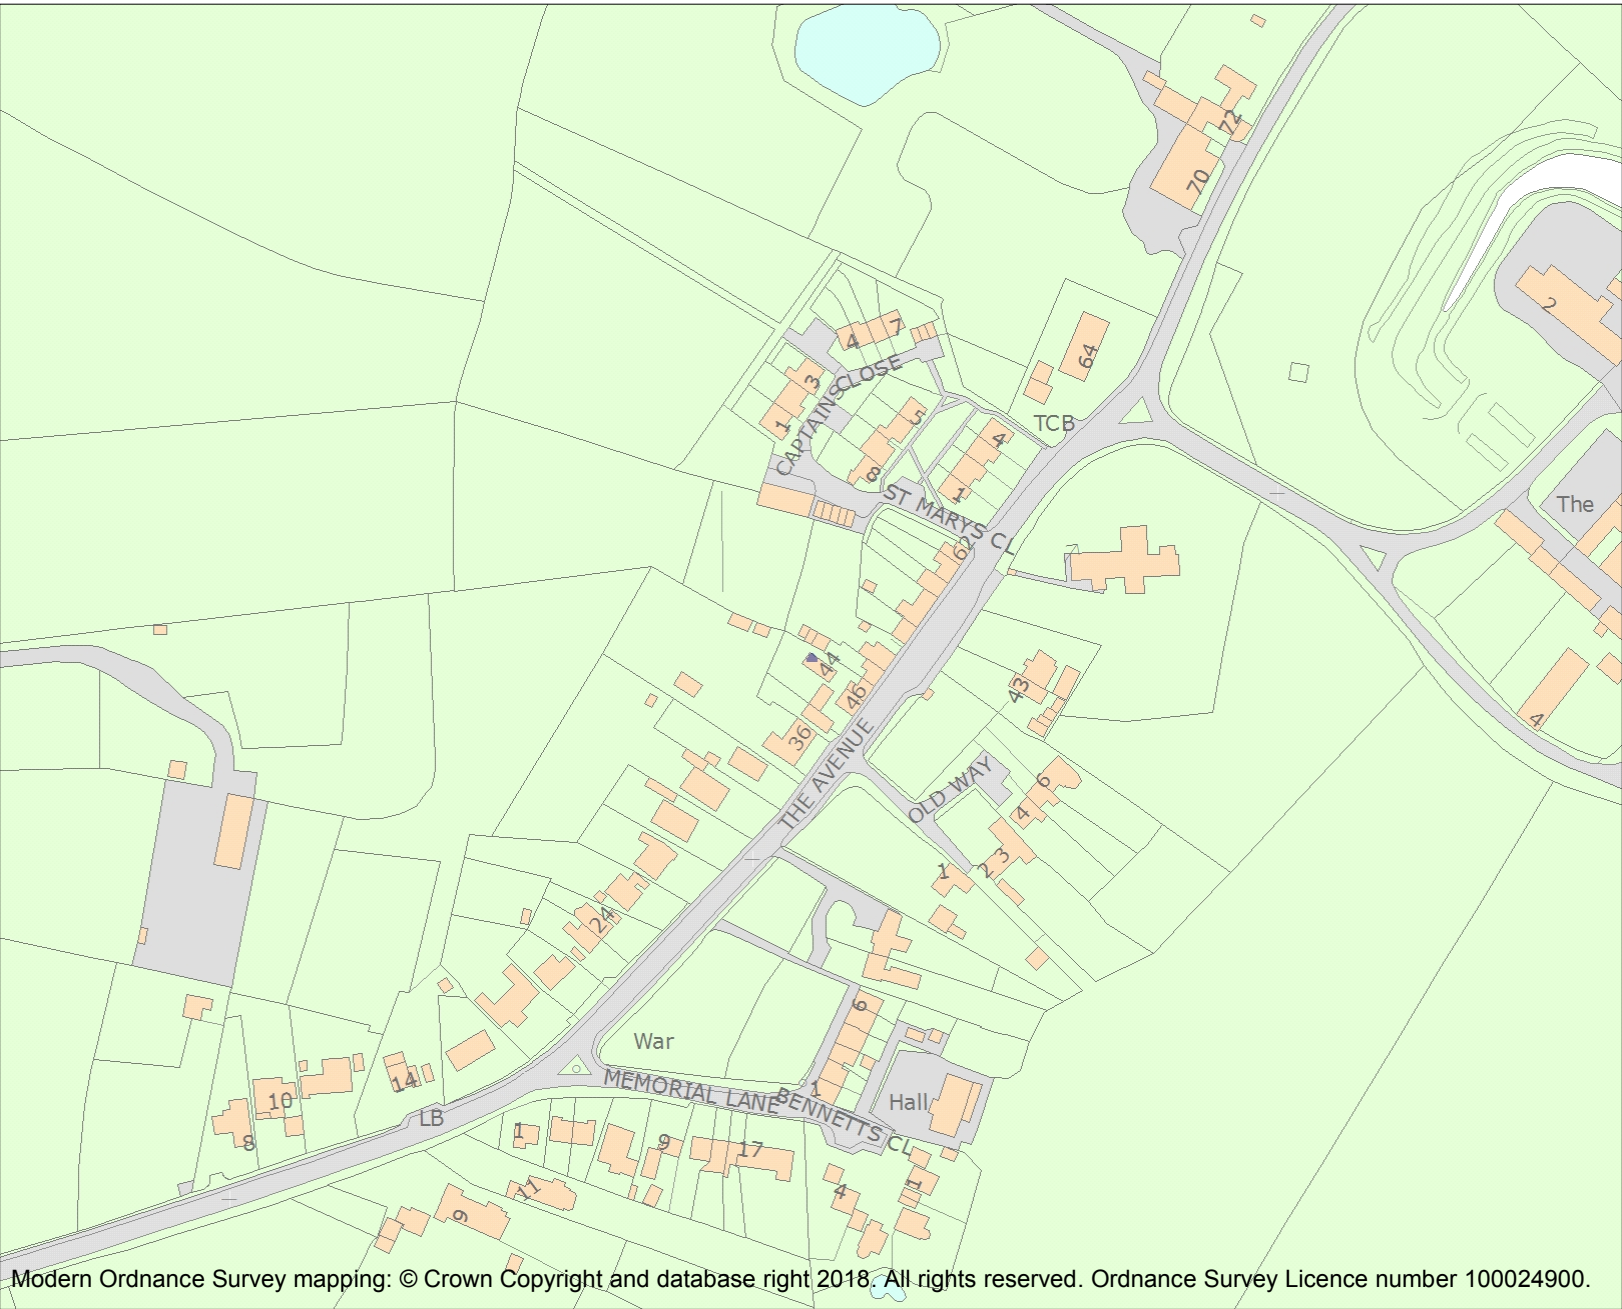 72
70
2
4
7
CLOSE
3
64
CAPTAINS
1
5
TCB
4
8
1
ST MARYS CL
The
62
44
43
46
4
36
THE AVENUE
OLD WAY
6
4
3
2
1
24
6
War
MEMORIAL LANE
1
BENNETTS CL
Hall
14
10
LB
8
1
9
17
11
4
1
9
Modern Ordnance Survey mapping: © Crown Copyright and database right 2018. All rights reserved. Ordnance Survey Licence number 100024900.